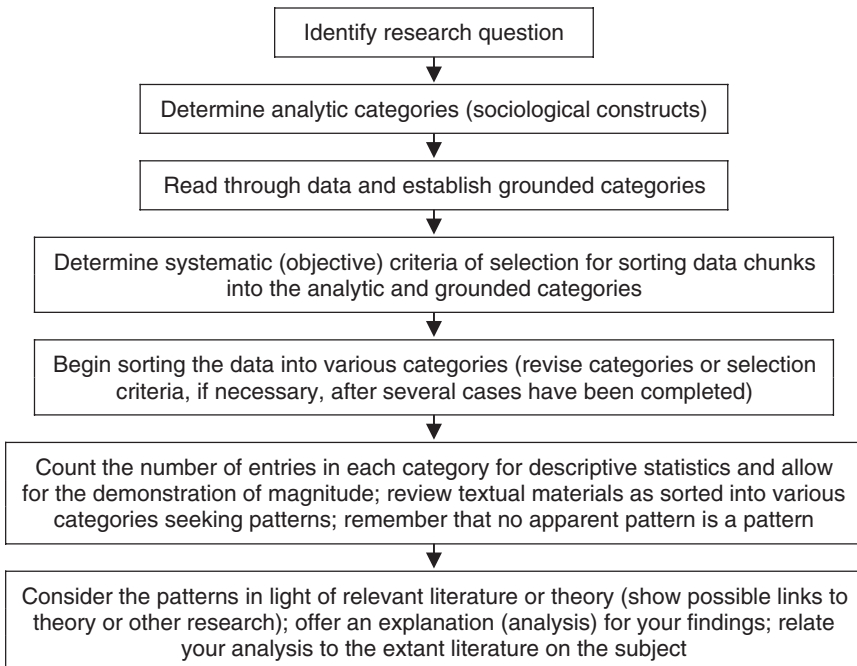 Identify research question
Determine analytic categories (sociological constructs)
Read through data and establish grounded categories
Determine systematic (objective) criteria of selection for sorting data chunks
into the analytic and grounded categories
Begin sorting the data into various categories (revise categories or selection
criteria, if necessary, after several cases have been completed)
Count the number of entries in each category for descriptive statistics and allow
for the demonstration of magnitude; review textual materials as sorted into various
categories seeking patterns; remember that no apparent pattern is a pattern
Consider the patterns in light of relevant literature or theory (show possible links to
theory or other research); offer an explanation (analysis) for your findings; relate
your analysis to the extant literature on the subject